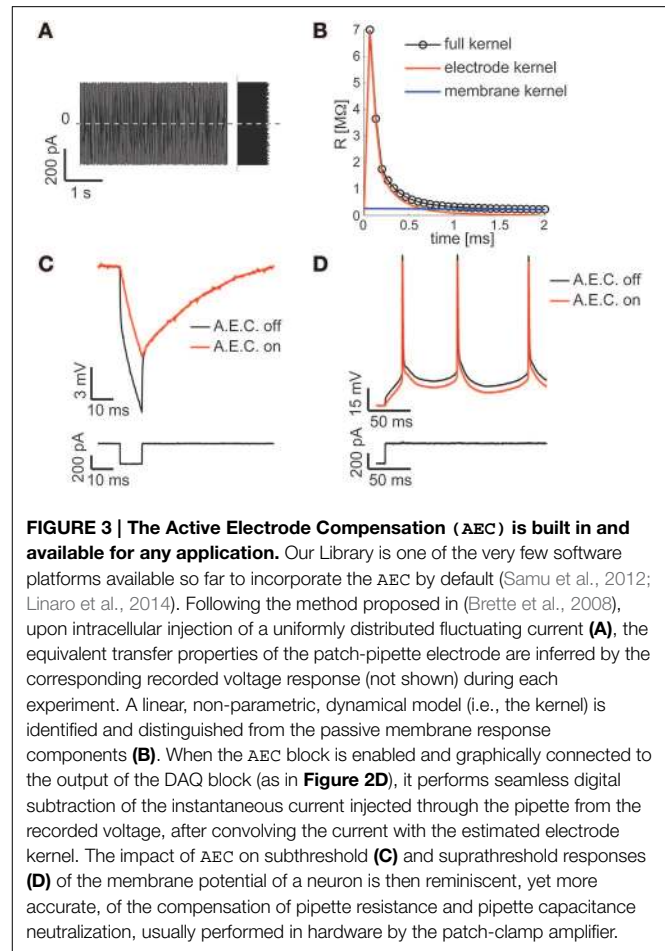 A
0
200 pA
1 s
B
7
6
5
4
3
2
1
0
R [MΩ]
full kernel
electrode kernel
membrane kernel
0
0.5
1
1.5
2
time [ms]
C
A.E.C. off
A.E.C. on
3 mV
10 ms
200 pA
10 ms
D
A.E.C. off
A.E.C. on
15 mV
50 ms
200 pA
50 ms
FIGURE 3 | The Active Electrode Compensation (AEC) is built in and
available for any application. Our Library is one of the very few software
platforms available so far to incorporate the AEC by default (Samu et al., 2012;
Linaro et al., 2014). Following the method proposed in (Brette et al., 2008),
upon intracellular injection of a uniformly distributed fluctuating current (A), the
equivalent transfer properties of the patch-pipette electrode are inferred by the
corresponding recorded voltage response (not shown) during each
experiment. A linear, non-parametric, dynamical model (i.e., the kernel) is
identified and distinguished from the passive membrane response
components (B). When the AEC block is enabled and graphically connected to
the output of the DAQ block (as in Figure 2D), it performs seamless digital
subtraction of the instantaneous current injected through the pipette from the
recorded voltage, after convolving the current with the estimated electrode
kernel. The impact of AEC on subthreshold (C) and suprathreshold responses
(D) of the membrane potential of a neuron is then reminiscent, yet more
accurate, of the compensation of pipette resistance and pipette capacitance
neutralization, usually performed in hardware by the patch-clamp amplifier.